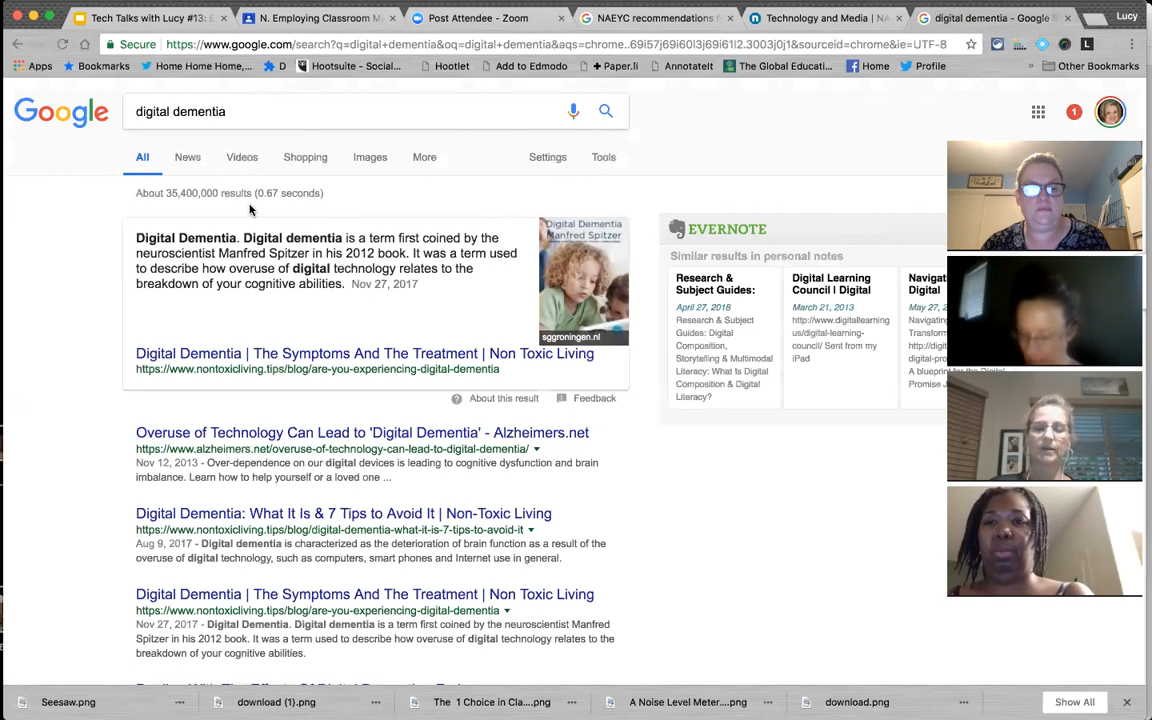 Tech Talks with Lucy #13: E
N. Employing Classroom M
Post Attendee - Zoom
NAEYC recommendations f
Technology and Media | NA
digital dementia - Google S
Lucy
Secure https://www.google.com/search?q=digital+dementia&oq=digital+dementia&aqs=chrome..69i57j69i60l3j69i61l2.3003j0j1&sourceid=chrome&ie=UTF-8
Apps Bookmarks Home Home Home,... D Hootsuite - Social... Hootlet Add to Edmodo + Paper.li AnnotateIt The Global Educati... Home Profile » Other Bookmarks
Google digital dementia 1
All News Videos Shopping Images More Settings Tools
About 35,400,000 results (0.67 seconds)
Digital Dementia. Digital dementia is a term first coined by the
neuroscientist Manfred Spitzer in his 2012 book. It was a term used
to describe how overuse of digital technology relates to the
breakdown of your cognitive abilities. Nov 27, 2017
Digital Dementia
Manfred Spitzer
sggroningen.nl
Digital Dementia | The Symptoms And The Treatment | Non Toxic Living
https://www.nontoxicliving.tips/blog/are-you-experiencing-digital-dementia
About this result Feedback
EVERNOTE
Similar results in personal notes
Research &
Subject Guides:
April 27, 2018
Research & Subject
Guides: Digital
Composition,
Storytelling & Multimodal
Literacy: What Is Digital
Composition & Digital
Literacy?
Digital Learning
Council | Digital
March 21, 2013
http://www.digitallearning
us/digital-learning-
council/ Sent from my
iPad
Navigat
Digital
May 27, 2
Navigating
Transform
http://digit
digital-pro
A blueprint for the Digital
Promise J
Overuse of Technology Can Lead to 'Digital Dementia' - Alzheimers.net
https://www.alzheimers.net/overuse-of-technology-can-lead-to-digital-dementia/
Nov 12, 2013 - Over-dependence on our digital devices is leading to cognitive dysfunction and brain
imbalance. Learn how to help yourself or a loved one ...
Digital Dementia: What It Is & 7 Tips to Avoid It | Non-Toxic Living
https://www.nontoxicliving.tips/blog/digital-dementia-what-it-is-7-tips-to-avoid-it
Aug 9, 2017 - Digital dementia is characterized as the deterioration of brain function as a result of the
overuse of digital technology, such as computers, smart phones and Internet use in general.
Digital Dementia | The Symptoms And The Treatment | Non Toxic Living
https://www.nontoxicliving.tips/blog/are-you-experiencing-digital-dementia
Nov 27, 2017 - Digital Dementia. Digital dementia is a term first coined by the neuroscientist Manfred
Spitzer in his 2012 book. It was a term used to describe how overuse of digital technology relates to the
breakdown of your cognitive abilities.
Seesaw.png
download (1).png
The 1 Choice in Cla....png
A Noise Level Meter....png
download.png
Show All